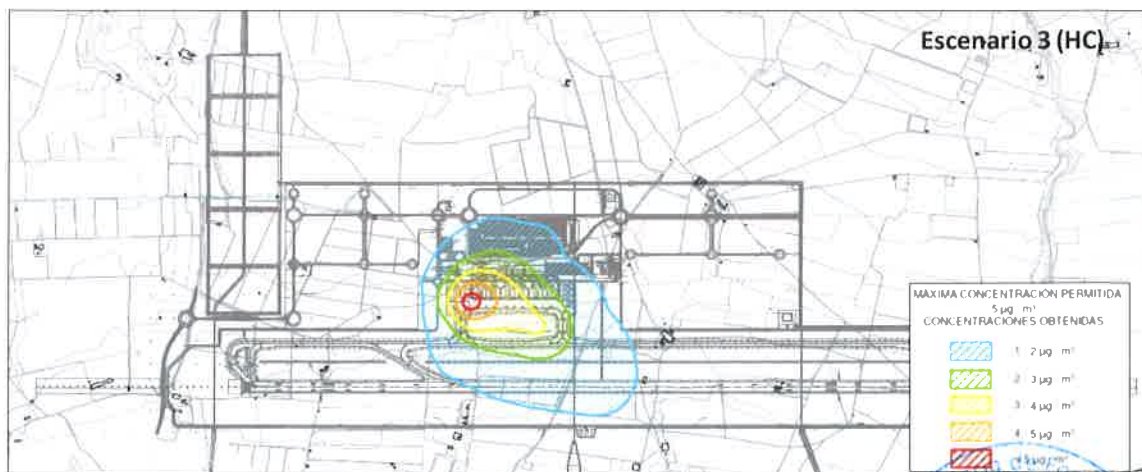 Escenario 3 (HC)
MAXIMA CONCENTRACION PERMITIDA
5 µg m³
CONCENTRACIONES OBTENIDAS
1 2 µg m³
2 3 µg m³
3 4 µg m³
4 5 µg m³